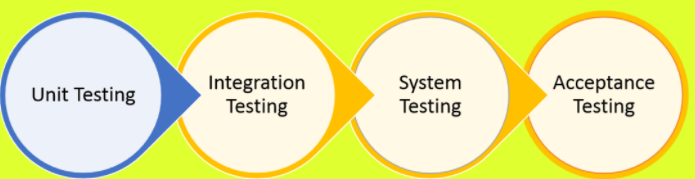 Unit Testing
Integration
Testing
System
Testing
Acceptance
Testing